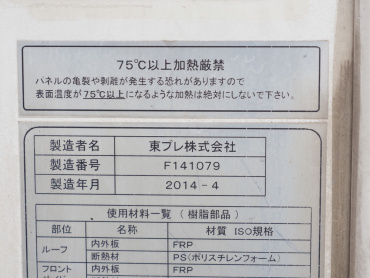 75℃以上加熱厳禁
パネルの亀裂や剥離が発生する恐れがありますので
表面温度が75℃以上になるような加熱は絶対にしないで下さい。
製造者名 東プレ株式会社
製造番号 F141079
製造年月 2014-4
使用材料一覧(樹脂部品)
部位 名称 材質 ISO規格
ルーフ 内外板 FRP
断熱材 PS(ポリスチレンフォーム)
フロント 内外板 FRP